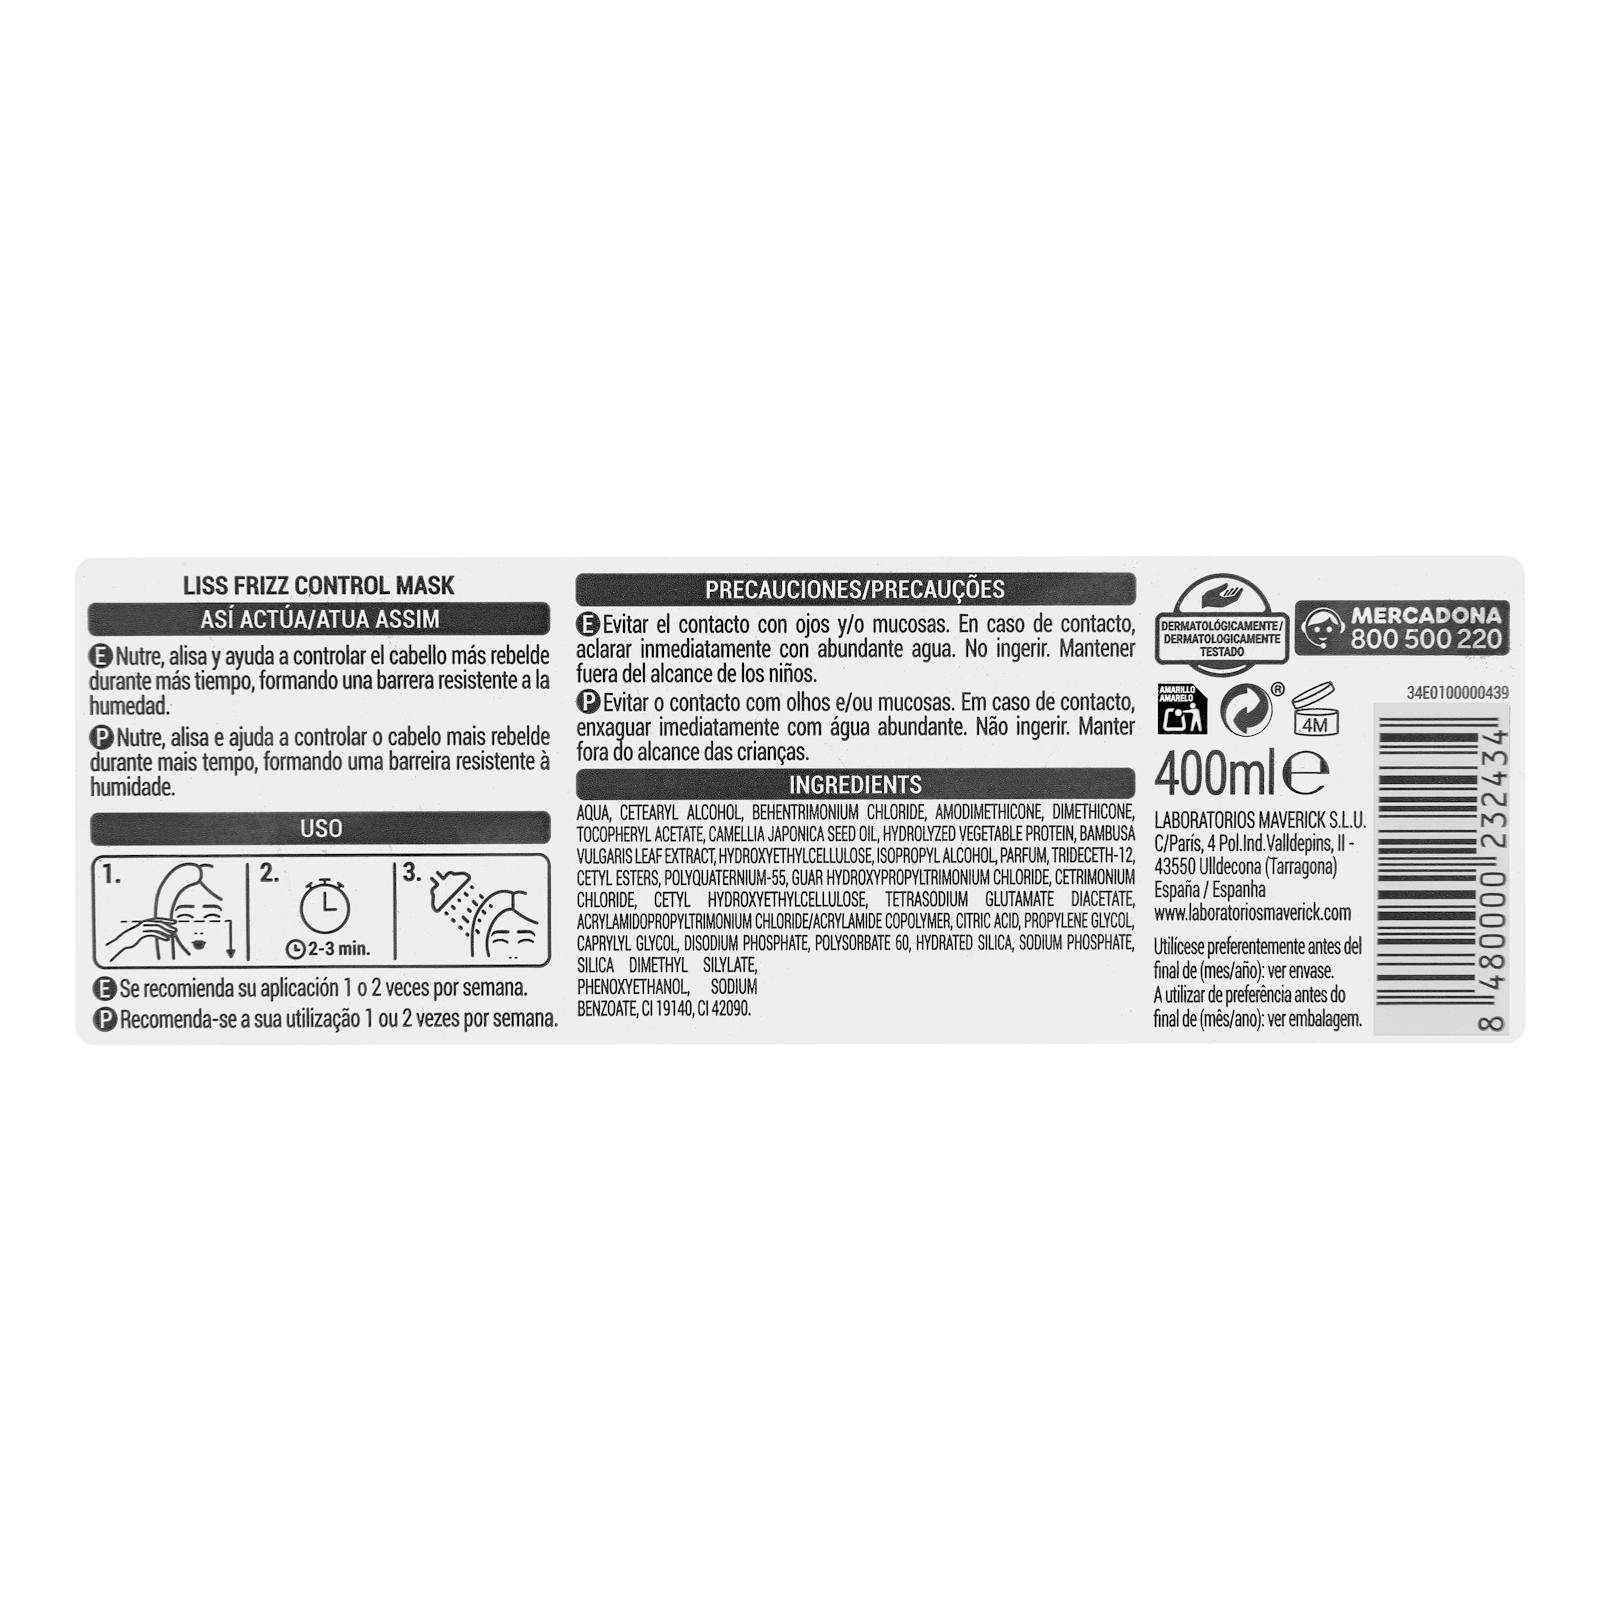 LISS FRIZZ CONTROL MASK
ASÍ ACTÚA/ATUA ASSIM
E Nutre, alisa y ayuda a controlar el cabello más rebelde
durante más tiempo, formando una barrera resistente a la
humedad.
P Nutre, alisa e ajuda a controlar o cabelo mais rebelde
durante mais tempo, formando uma barreira resistente à
humidade.
USO
1.
2.
2-3 min.
3.
E Se recomienda su aplicación 1 o 2 veces por semana.
P Recomenda-se a sua utilização 1 ou 2 vezes por semana.
PRECAUCIONES/PRECAUÇÕES
E Evitar el contacto con ojos y/o mucosas. En caso de contacto,
aclarar inmediatamente con abundante agua. No ingerir. Mantener
fuera del alcance de los niños.
P Evitar o contacto com olhos e/ou mucosas. Em caso de contacto,
enxaguar imediatamente com água abundante. Não ingerir. Manter
fora do alcance das crianças.
INGREDIENTS
AQUA, CETEARYL ALCOHOL, BEHENTRIMONIUM CHLORIDE, AMODIMETHICONE, DIMETHICONE,
TOCOPHERYL ACETATE, CAMELLIA JAPONICA SEED OIL, HYDROLYZED VEGETABLE PROTEIN, BAMBUSA
VULGARIS LEAF EXTRACT, HYDROXYETHYLCELLULOSE, ISOPROPYL ALCOHOL, PARFUM, TRIDECETH-12,
CETYL ESTERS, POLYQUATERNIUM-55, GUAR HYDROXYPROPYLTRIMONIUM CHLORIDE, CETRIMONIUM
CHLORIDE, CETYL HYDROXYETHYLCELLULOSE, TETRASODIUM GLUTAMATE DIACETATE,
ACRYLAMIDOPROPYLTRIMONIUM CHLORIDE/ACRYLAMIDE COPOLYMER, CITRIC ACID, PROPYLENE GLYCOL,
CAPRYLYL GLYCOL, DISODIUM PHOSPHATE, POLYSORBATE 60, HYDRATED SILICA, SODIUM PHOSPHATE,
SILICA DIMETHYL SILYLATE,
PHENOXYETHANOL, SODIUM
BENZOATE, CI 19140, CI 42090.
DERMATOLÓGICAMENTE/
DERMATOLOGICAMENTE
TESTADO
MERCADONA
800 500 220
AMARILLO
AMARELO
®
4M
34E0100000439
400ml e
LABORATORIOS MAVERICK S.L.U.
C/París, 4 Pol.Ind.Valldepins, II -
43550 Ulldecona (Tarragona)
España / Espanha
www.laboratoriosmaverick.com
Utilícese preferentemente antes del
final de (mes/año): ver envase.
A utilizar de preferência antes do
final de (mês/ano): ver embalagem.
8 480000 232434